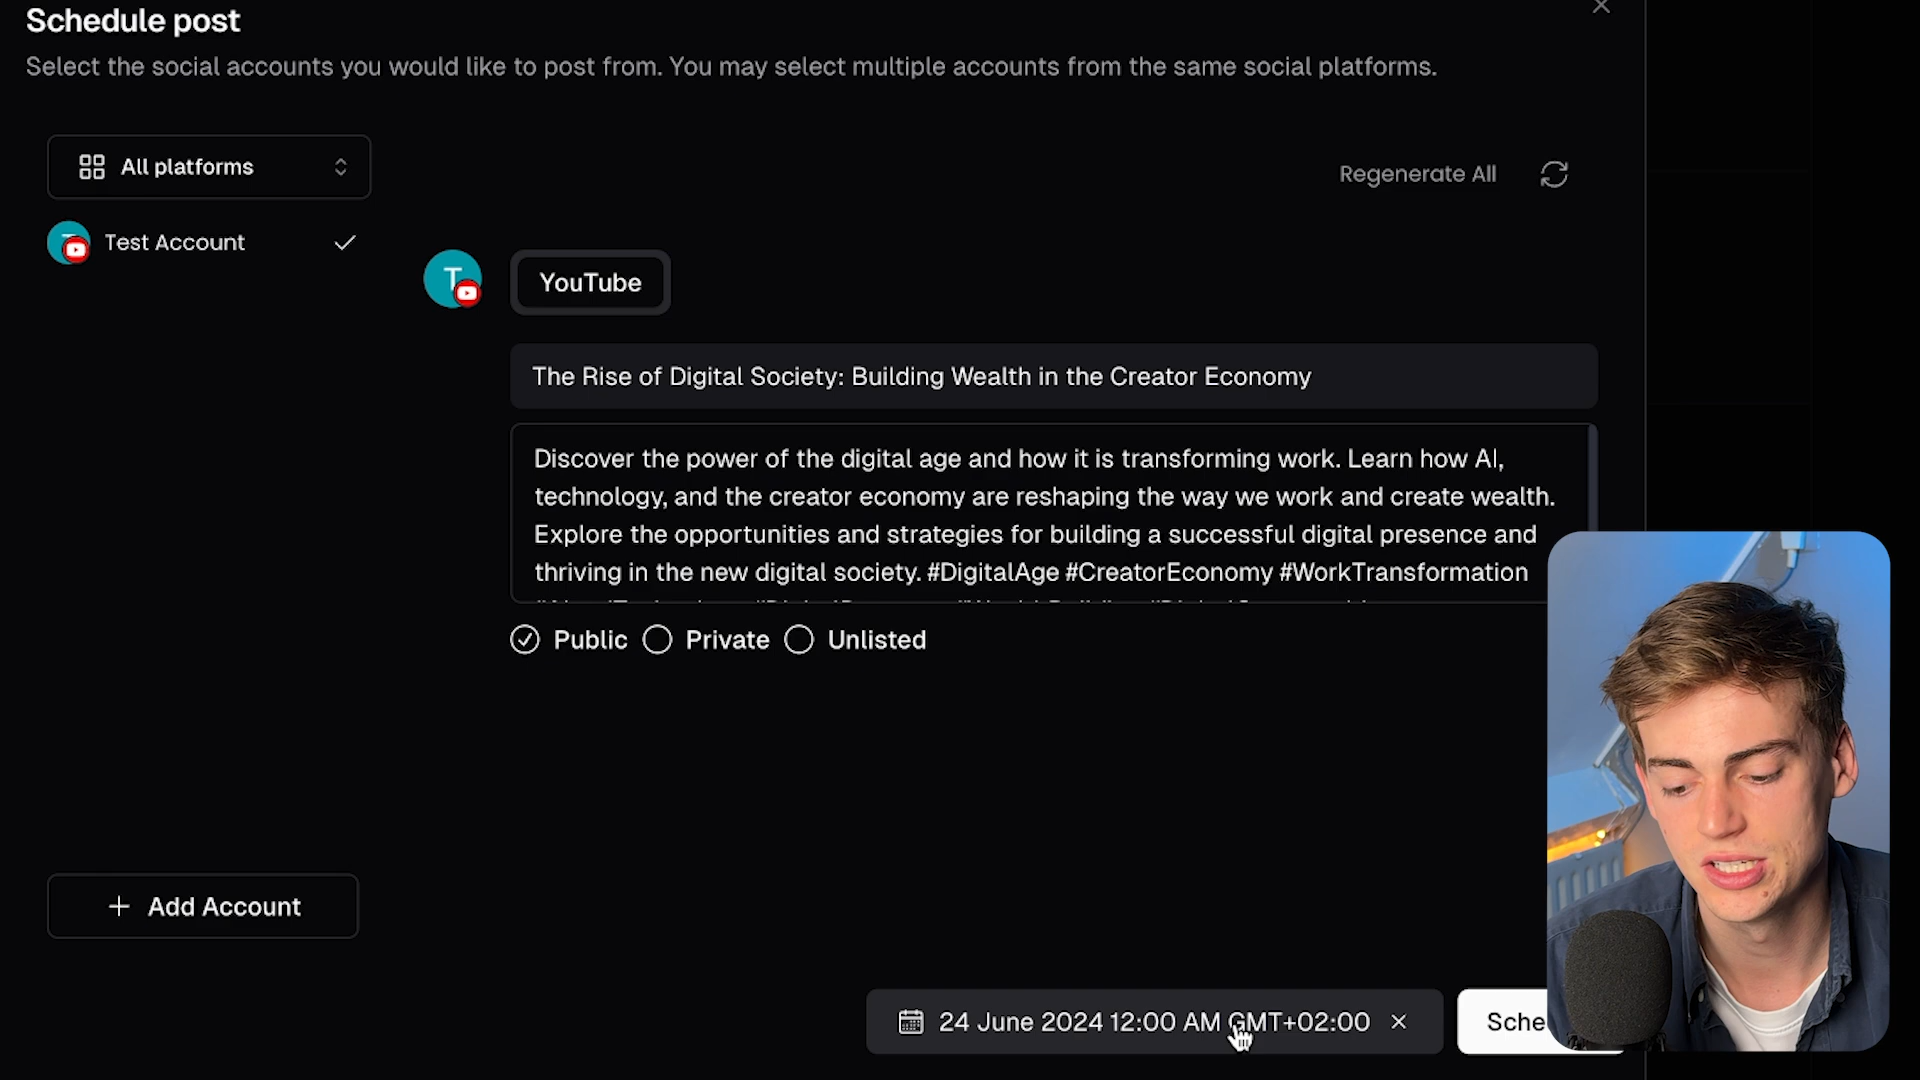 Schedule post
Select the social accounts you would like to post from. You may select multiple accounts from the same social platforms.
All platforms
Regenerate All
Test Account
T
YouTube
The Rise of Digital Society: Building Wealth in the Creator Economy
Discover the power of the digital age and how it is transforming work. Learn how AI,
technology, and the creator economy are reshaping the way we work and create wealth.
Explore the opportunities and strategies for building a successful digital presence and
thriving in the new digital society. #DigitalAge #CreatorEconomy #WorkTransformation
Public Private Unlisted
+ Add Account
24 June 2024 12:00 AM GMT+02:00
Sche